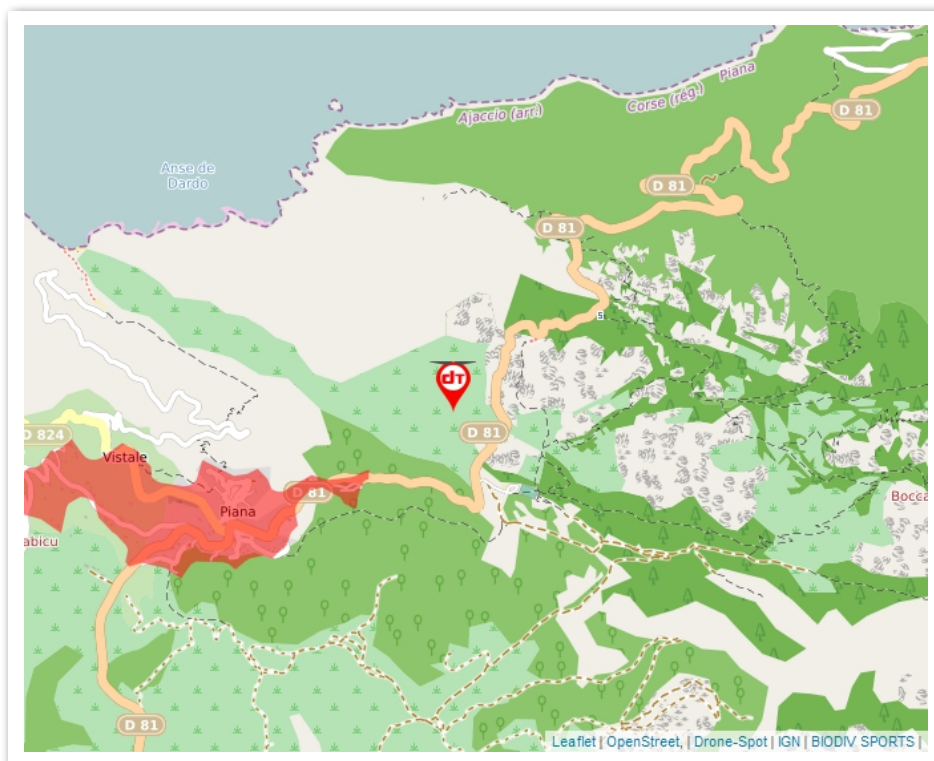 Piana
Corse (rég.)
Ajaccio (arr.)
D 81
Anse de
Dardo
D 81
D 81
S
dT
D 81
D 824
Vistale
D 81
Piana
Bocca
abicu
D 81
Leaflet | OpenStreet, | Drone-Spot | IGN | BIODIV SPORTS |